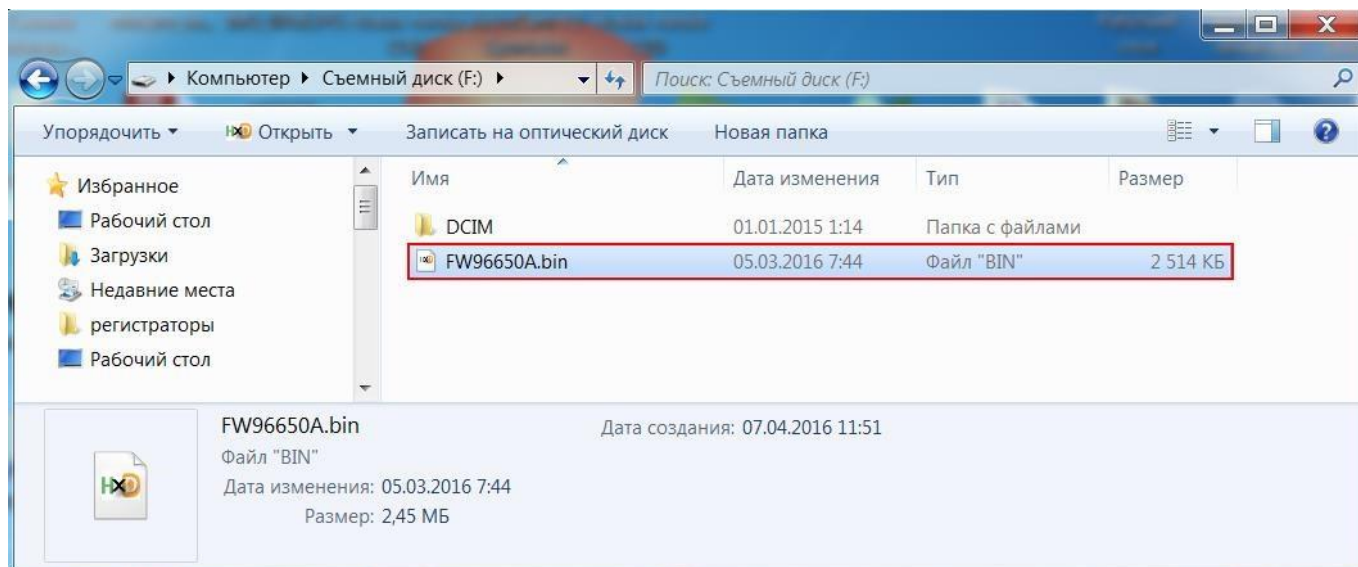 Компьютер Съемный диск (F:) Поиск: Съемный диск (F:)
Упорядочить Открыть Записать на оптический диск Новая папка
Избранное
Рабочий стол
Загрузки
Недавние места
регистраторы
Рабочий стол
Имя Дата изменения Тип Размер
DCIM 01.01.2015 1:14 Папка с файлами
FW96650A.bin 05.03.2016 7:44 Файл "BIN" 2 514 КБ
FW96650A.bin Дата создания: 07.04.2016 11:51
Файл "BIN"
Дата изменения: 05.03.2016 7:44
Размер: 2,45 МБ